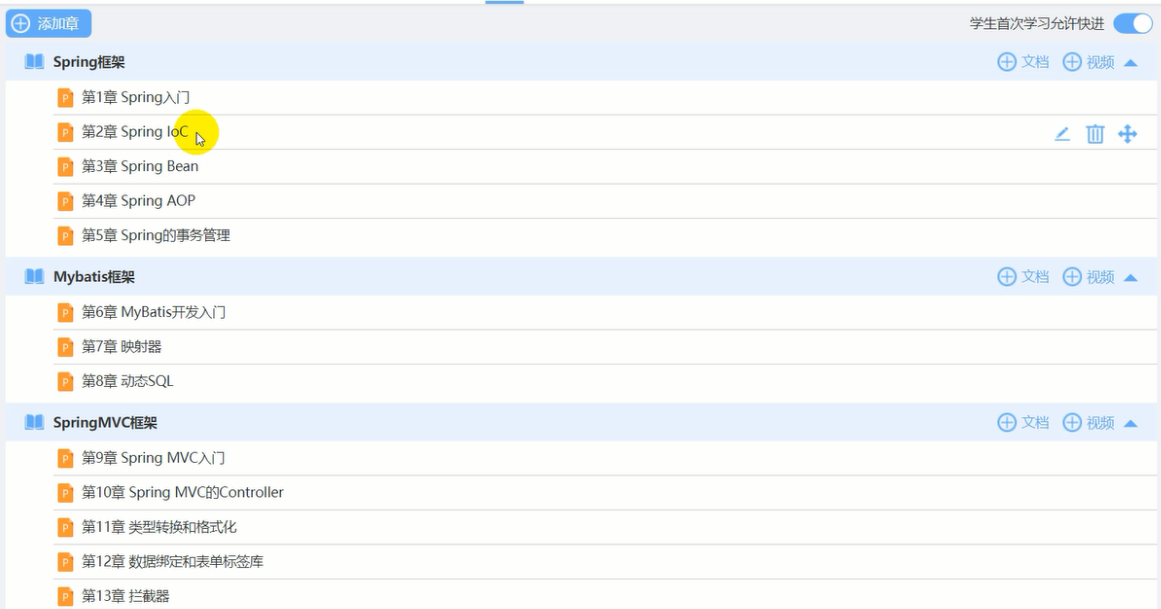 添加章
学生首次学习允许快进
Spring框架 文档 视频
第1章 Spring入门
第2章 Spring IoC
第3章 Spring Bean
第4章 Spring AOP
第5章 Spring的事务管理
Mybatis框架 文档 视频
第6章 MyBatis开发入门
第7章 映射器
第8章 动态SQL
SpringMVC框架 文档 视频
第9章 Spring MVC入门
第10章 Spring MVC的Controller
第11章 类型转换和格式化
第12章 数据绑定和表单标签库
第13章 拦截器